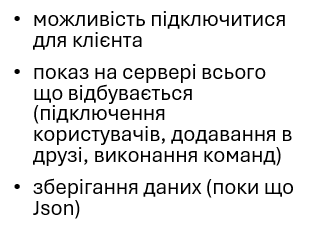 • можливість підключитися
для клієнта
• показ на сервері всього
що відбувається
(підключення
користувачів, додавання в
друзі, виконання команд)
• зберігання даних (поки що
Json)